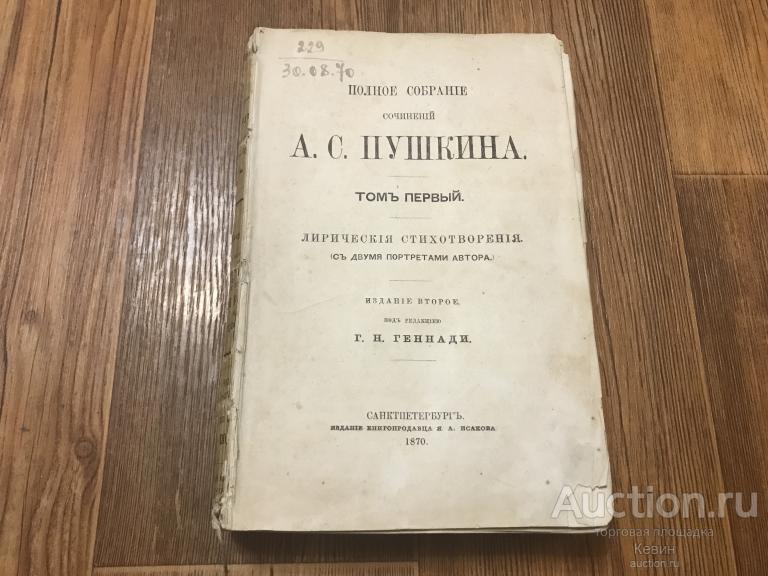 229
30.08.70
ПОЛНОЕ СОБРАНІЕ
СОЧИНЕНІЙ
А. С. ПУШКИНА.
ТОМЪ ПЕРВЫЙ.
ЛИРИЧЕСКІЯ СТИХОТВОРЕНІЯ.
(СЪ ДВУМЯ ПОРТРЕТАМИ АВТОРА.)
ИЗДАНІЕ ВТОРОЕ,
ПОДЪ РЕДАКЦІЕЮ
Г. Н. ГЕННАДИ.
САНКТПЕТЕРБУРГЪ.
ИЗДАНІЕ КНИГОПРОДАВЦА Я. А. ИСАКОВА.
1870.
Auction.ru
торговая площадка
Кевин
auction.ru